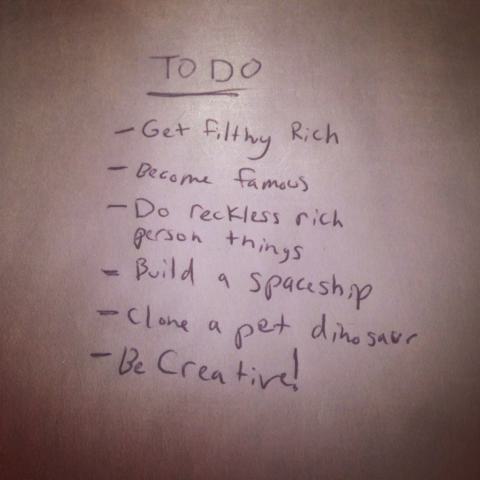 TO DO
- Get Filthy Rich
- Become famous
- Do reckless rich
person things
- Build a spaceship
- Clone a pet dinosaur
- Be Creative!